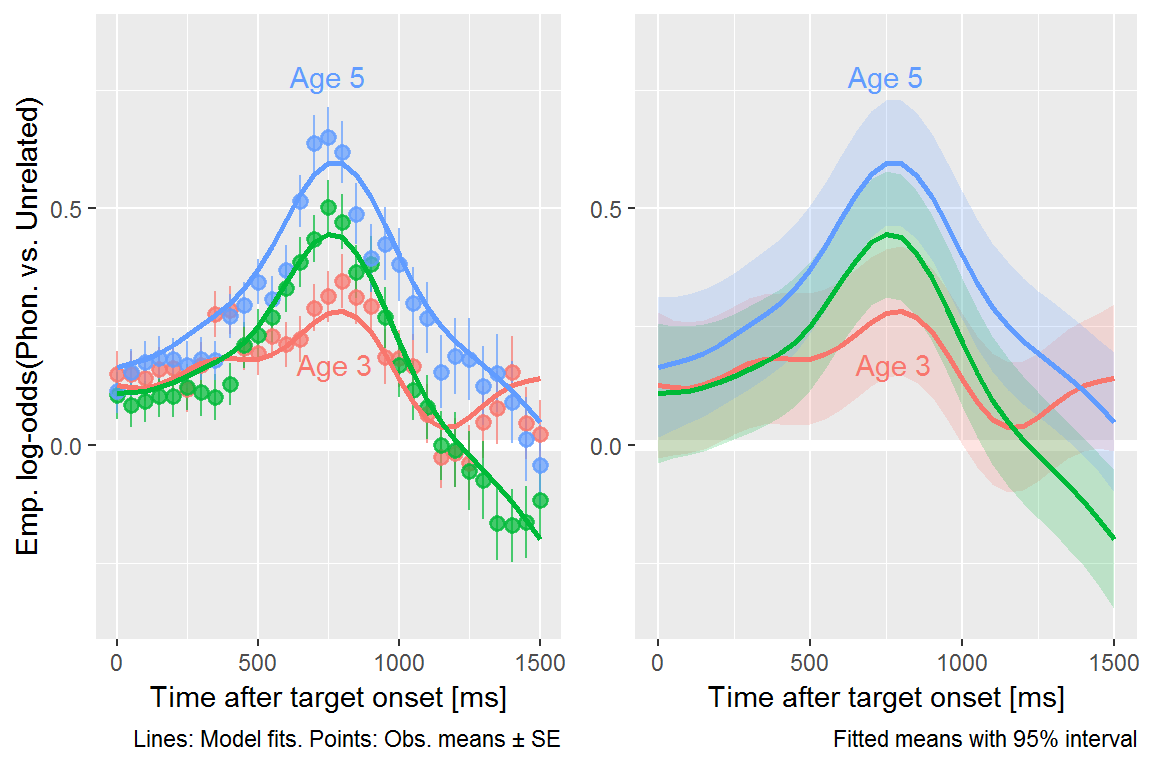 Emp. log-odds(Phon. vs. Unrelated)
0.5
0.0
Age 5
Age 3
0
500
1000
1500
Time after target onset [ms]
Lines: Model fits. Points: Obs. means ± SE
0.5
0.0
Age 5
Age 3
0
500
1000
1500
Time after target onset [ms]
Fitted means with 95% interval